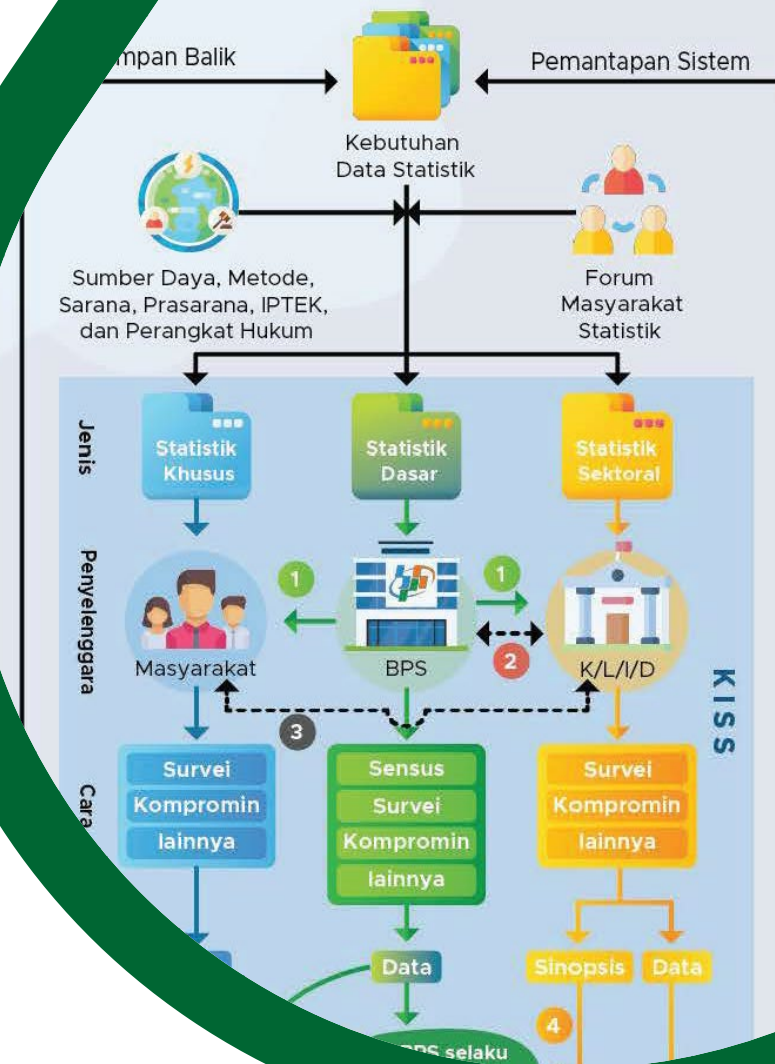 mpan Balik
Pemantapan Sistem
Kebutuhan
Data Statistik
Sumber Daya, Metode,
Sarana, Prasarana, IPTEK,
dan Perangkat Hukum
Forum
Masyarakat
Statistik
Jenis
Statistik
Khusus
Statistik
Dasar
Statistik
Sektoral
Penyelenggara
1
1
Masyarakat
BPS
2
K/L/I/D
3
KISS
Cara
Survei
Kompromin
lainnya
Sensus
Survei
Kompromin
lainnya
Survei
Kompromin
lainnya
Data
Sinopsis
Data
4
BPS selaku